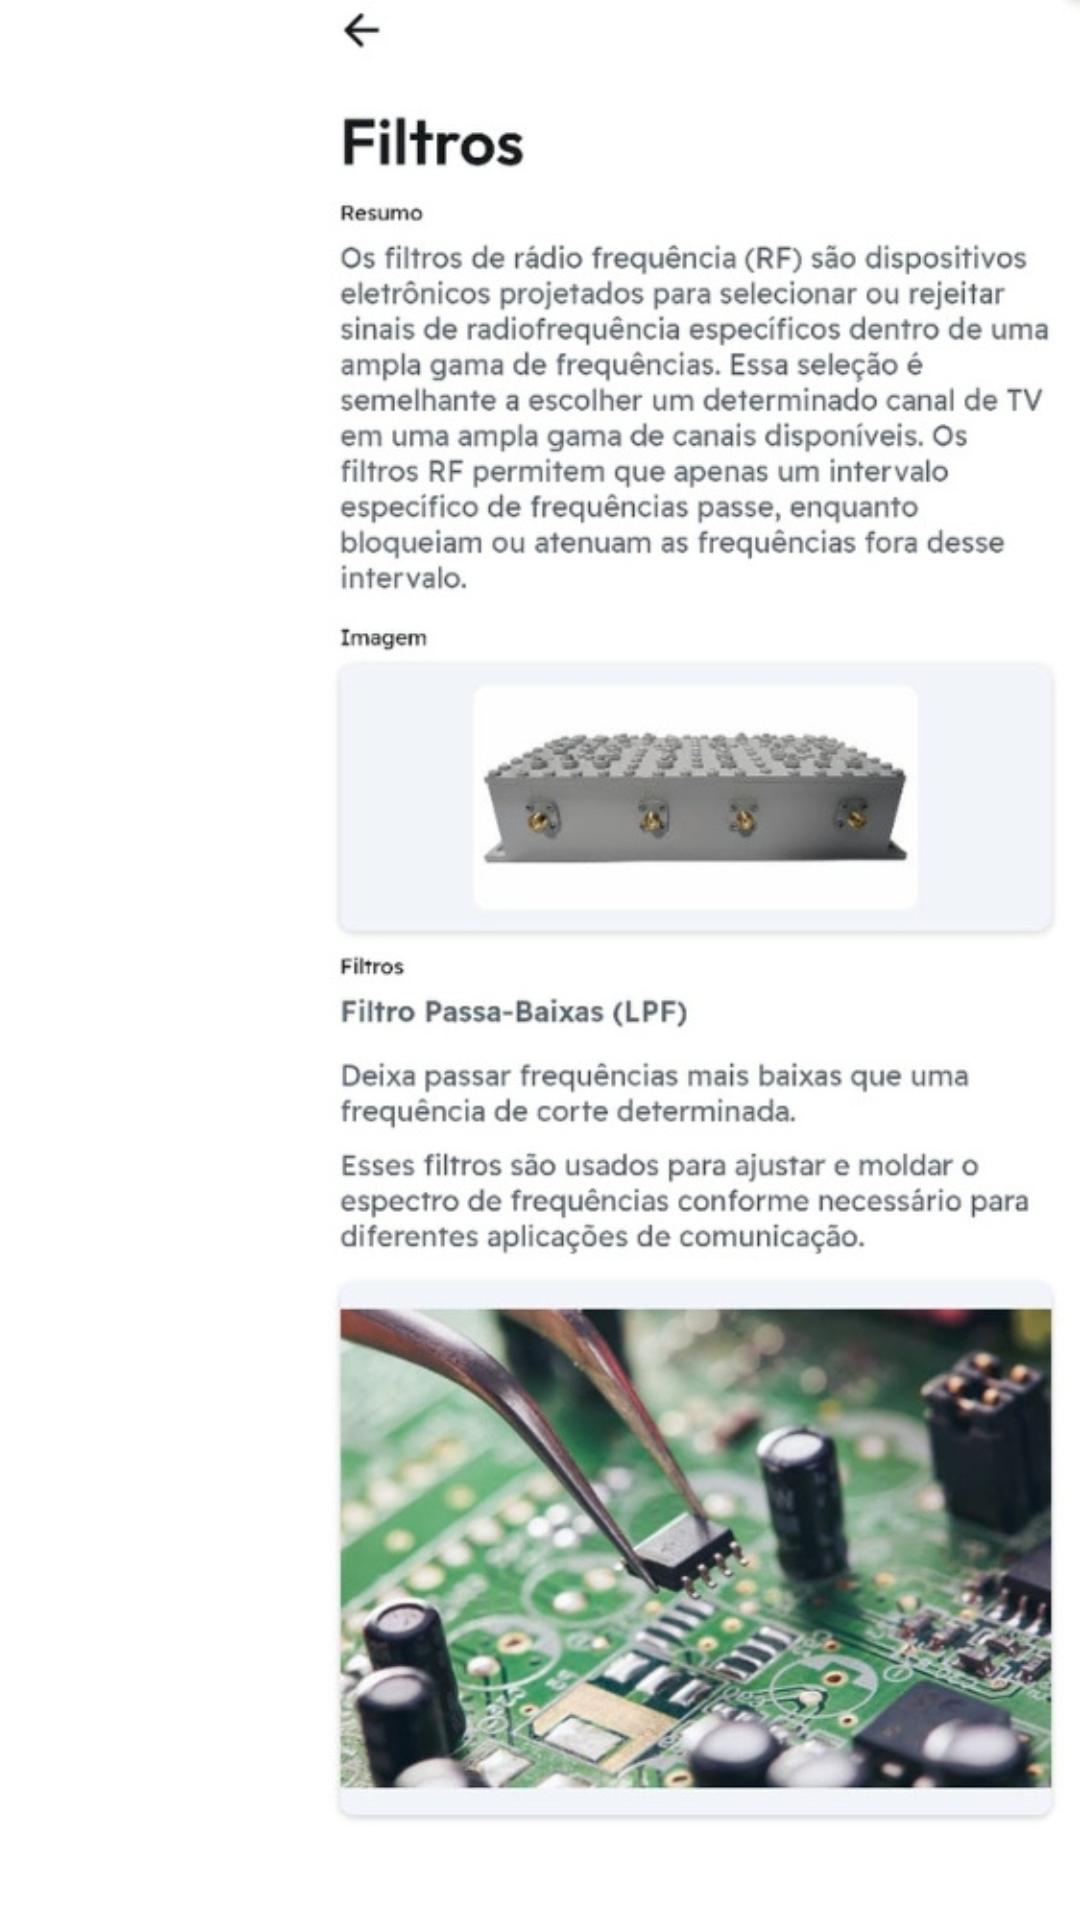 Filtros
Resumo
Os filtros de rádio frequência (RF) são dispositivos
eletrônicos projetados para selecionar ou rejeitar
sinais de radiofrequência específicos dentro de uma
ampla gama de frequências. Essa seleção é
semelhante a escolher um determinado canal de TV
em uma ampla gama de canais disponíveis. Os
filtros RF permitem que apenas um intervalo
específico de frequências passe, enquanto
bloqueiam ou atenuam as frequências fora desse
intervalo.
Imagem
Filtros
Filtro Passa-Baixas (LPF)
Deixa passar frequências mais baixas que uma
frequência de corte determinada.
Esses filtros são usados para ajustar e moldar o
espectro de frequências conforme necessário para
diferentes aplicações de comunicação.